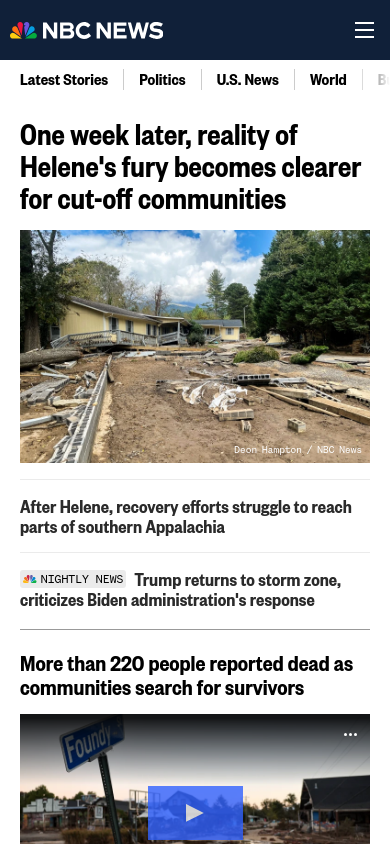 NBC NEWS
Latest Stories
Politics
U.S. News
World
One week later, reality of
Helene's fury becomes clearer
for cut-off communities
Deon Hampton / NBC News
After Helene, recovery efforts struggle to reach
parts of southern Appalachia
NIGHTLY NEWS Trump returns to storm zone,
criticizes Biden administration's response
More than 220 people reported dead as
communities search for survivors
Foundy